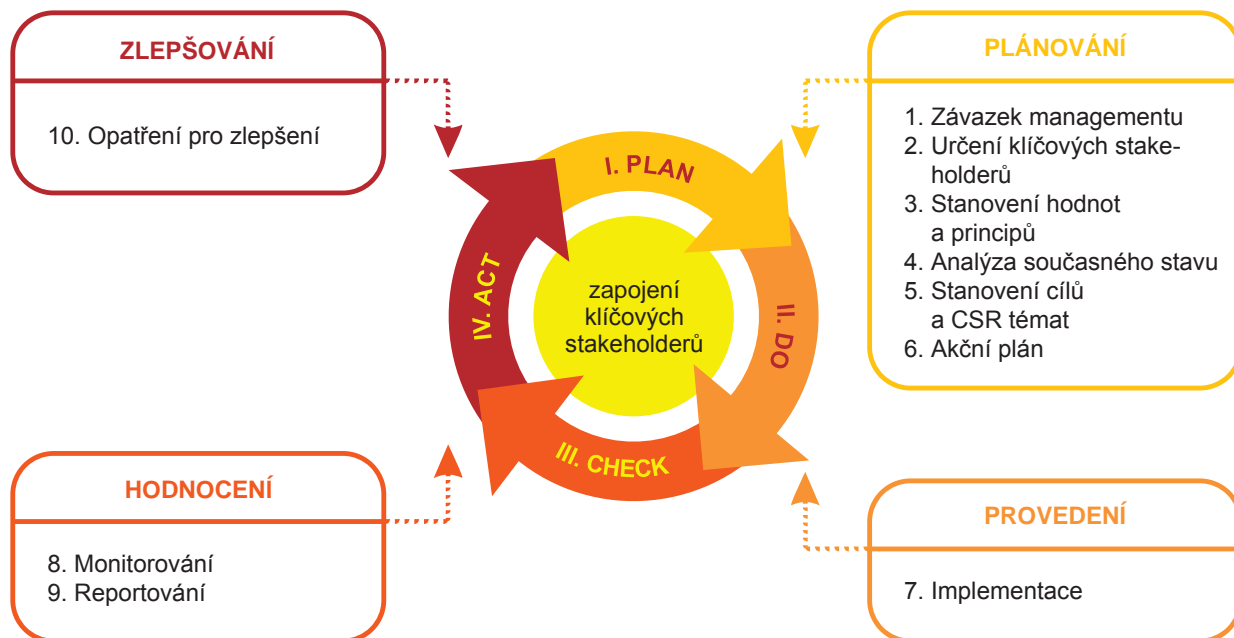 ZLEPŠOVÁNÍ
10. Opatření pro zlepšení
PLÁNOVÁNÍ
1. Závazek managementu
2. Určení klíčových stake-
holderů
3. Stanovení hodnot
a principů
4. Analýza současného stavu
5. Stanovení cílů
a CSR témat
6. Akční plán
I. PLAN
II. DO
III. CHECK
IV. ACT
zapojení
klíčových
stakeholderů
HODNOCENÍ
8. Monitorování
9. Reportování
PROVEDENÍ
7. Implementace